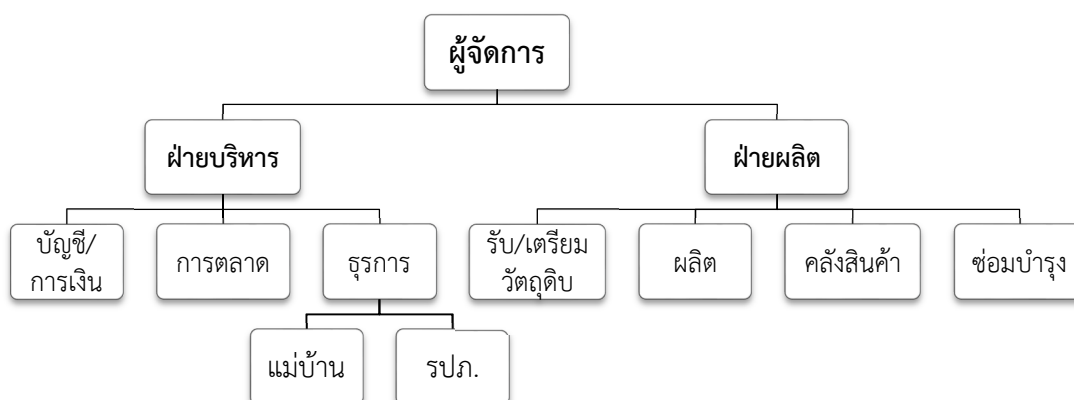 ผู้จัดการ
ฝ่ายบริหาร
ฝ่ายผลิต
บัญชี/
การเงิน
การตลาด
ธุรการ
รับ/เตรียม
วัตถุดิบ
ผลิต
คลังสินค้า
ซ่อมบำรุง
แม่บ้าน
รปภ.